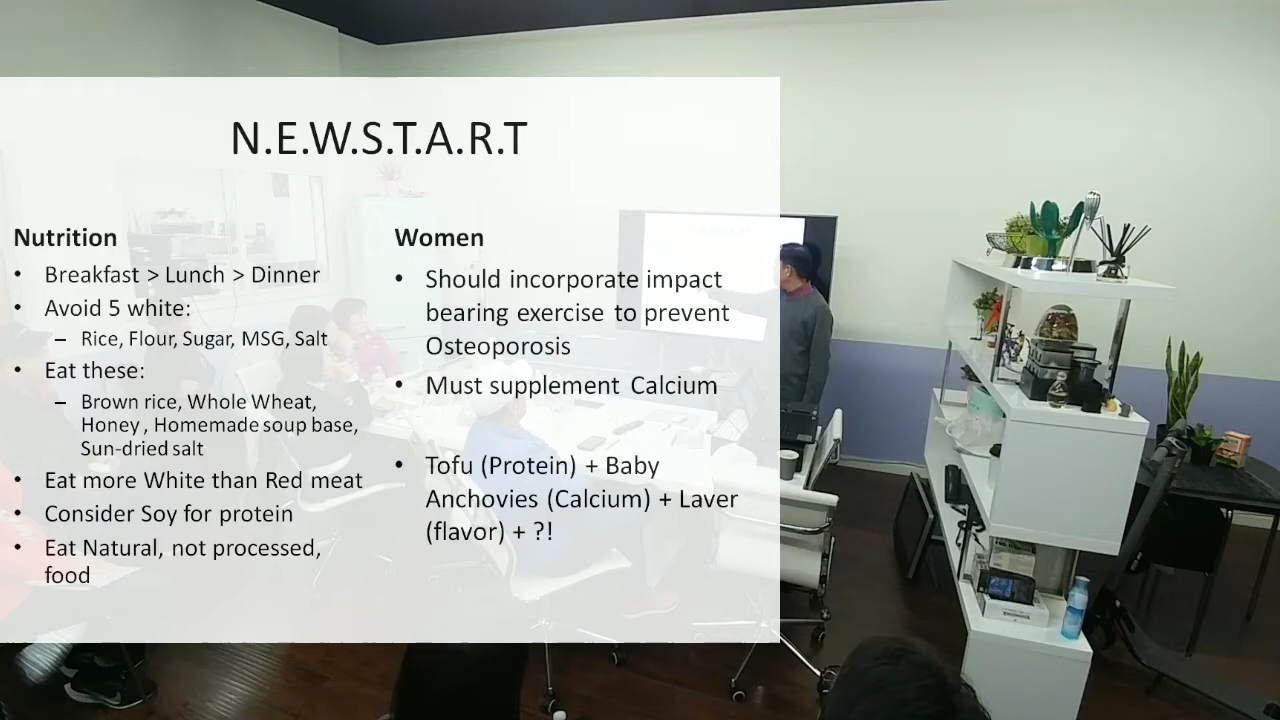 N.E.W.S.T.A.R.T
Nutrition
• Breakfast > Lunch > Dinner
• Avoid 5 white:
– Rice, Flour, Sugar, MSG, Salt
• Eat these:
– Brown rice, Whole Wheat,
Honey , Homemade soup base,
Sun-dried salt
• Eat more White than Red meat
• Consider Soy for protein
• Eat Natural, not processed,
food
Women
• Should incorporate impact
bearing exercise to prevent
Osteoporosis
• Must supplement Calcium
• Tofu (Protein) + Baby
Anchovies (Calcium) + Laver
(flavor) + ?!